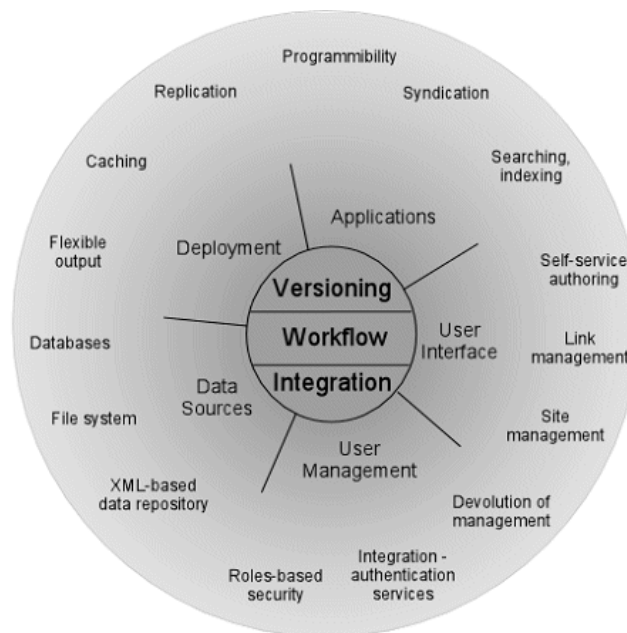 Programmibility
Replication
Syndication
Caching
Searching,
indexing
Applications
Deployment
Flexible
output
Self-service
authoring
Versioning
Workflow
Integration
User
Interface
Databases
Link
management
Data
Sources
File system
Site
management
User
Management
XML-based
data repository
Devolution of
management
Roles-based
security
Integration -
authentication
services